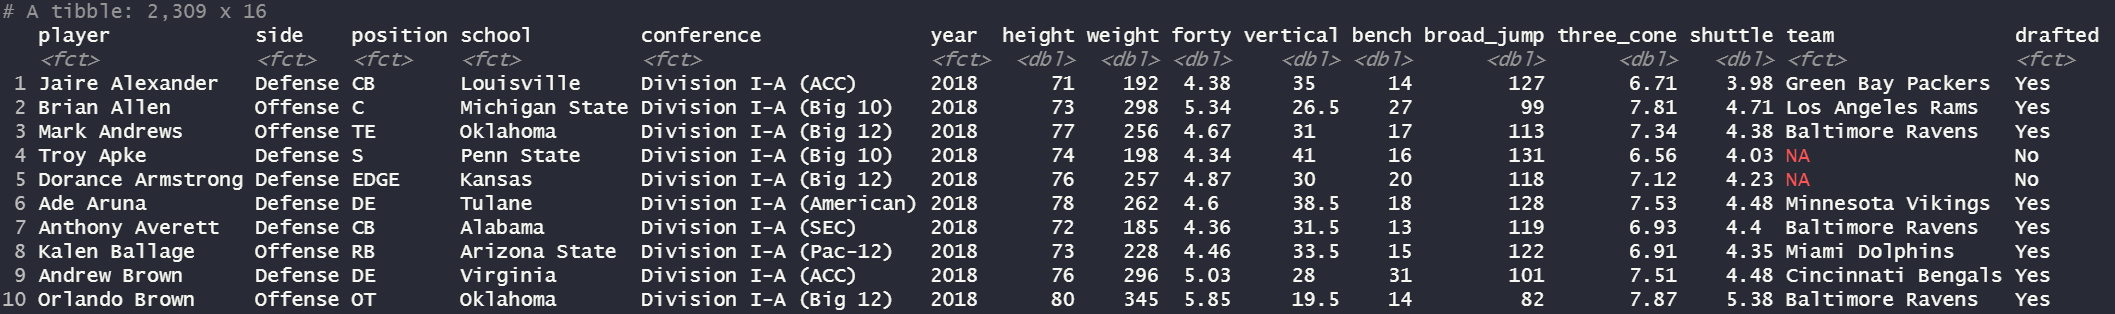 # A tibble: 2,309 x 16
player side position school conference year height weight forty vertical bench broad_jump three_cone shuttle team drafted
<fct> <fct> <fct> <fct> <fct> <fct> <dbl> <dbl> <dbl> <dbl> <dbl> <dbl> <dbl> <dbl> <fct> <fct>
1 Jaire Alexander Defense CB Louisville Division I-A (ACC) 2018 71 192 4.38 35 14 127 6.71 3.98 Green Bay Packers Yes
2 Brian Allen Offense C Michigan State Division I-A (Big 10) 2018 73 298 5.34 26.5 27 99 7.81 4.71 Los Angeles Rams Yes
3 Mark Andrews Offense TE Oklahoma Division I-A (Big 12) 2018 77 256 4.67 31 17 113 7.34 4.38 Baltimore Ravens Yes
4 Troy Apke Defense S Penn State Division I-A (Big 10) 2018 74 198 4.34 41 16 131 6.56 4.03 NA No
5 Dorance Armstrong Defense EDGE Kansas Division I-A (Big 12) 2018 76 257 4.87 30 20 118 7.12 4.23 NA No
6 Ade Aruna Defense DE Tulane Division I-A (American) 2018 78 262 4.6 38.5 18 128 7.53 4.48 Minnesota Vikings Yes
7 Anthony Averett Defense CB Alabama Division I-A (SEC) 2018 72 185 4.36 31.5 13 119 6.93 4.4 Baltimore Ravens Yes
8 Kalen Ballage Offense RB Arizona State Division I-A (Pac-12) 2018 73 228 4.46 33.5 15 122 6.91 4.35 Miami Dolphins Yes
9 Andrew Brown Defense DE Virginia Division I-A (ACC) 2018 76 296 5.03 28 31 101 7.51 4.48 Cincinnati Bengals Yes
10 Orlando Brown Offense OT Oklahoma Division I-A (Big 12) 2018 80 345 5.85 19.5 14 82 7.87 5.38 Baltimore Ravens Yes